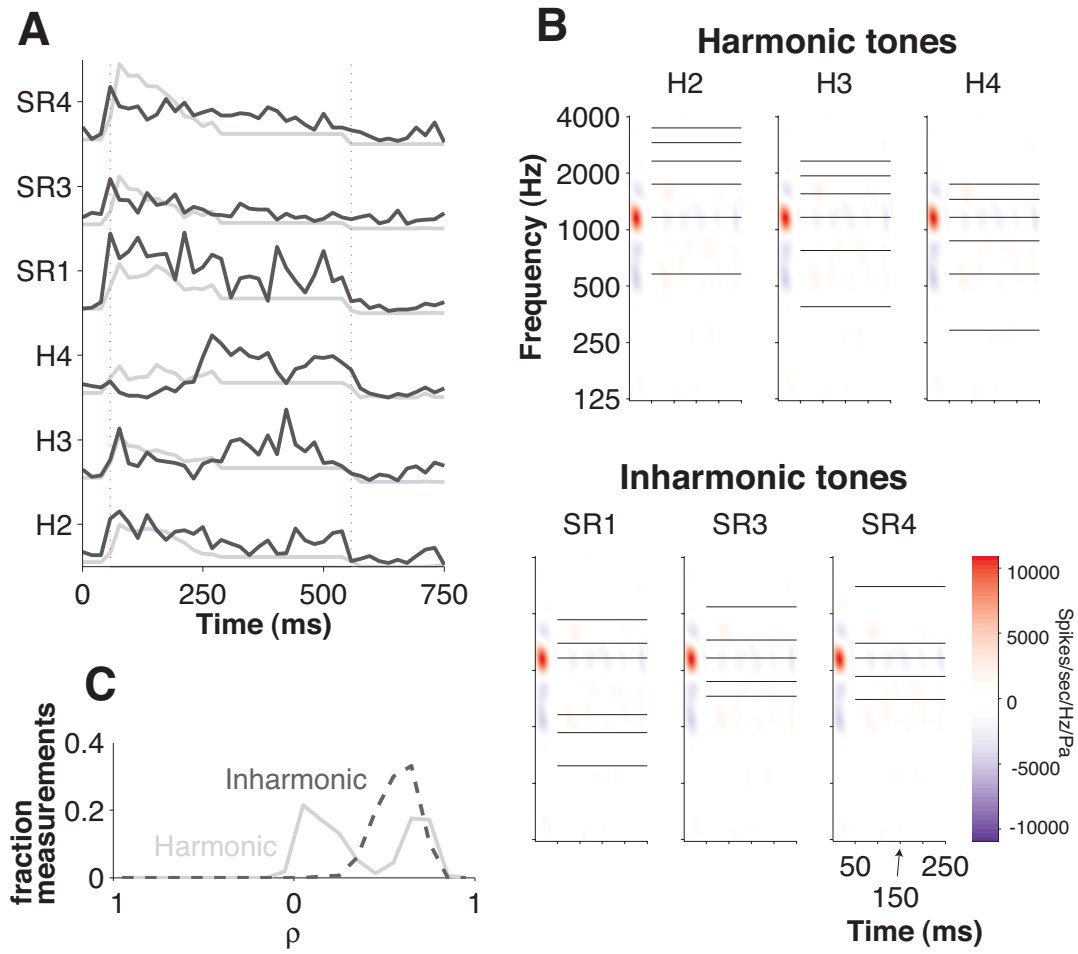 A
SR4
SR3
SR1
H4
H3
H2
0 250 500 750
Time (ms)
B
Harmonic tones
H2 H3 H4
Frequency (Hz)
4000
2000
1000
500
250
125
Inharmonic tones
SR1 SR3 SR4
10000
5000
0
-5000
-10000
Spikes/sec/Hz/Pa
50 250
150
Time (ms)
C
fraction
measurements
0.4
0.2
0
Inharmonic
Harmonic
1 0 1
ρ